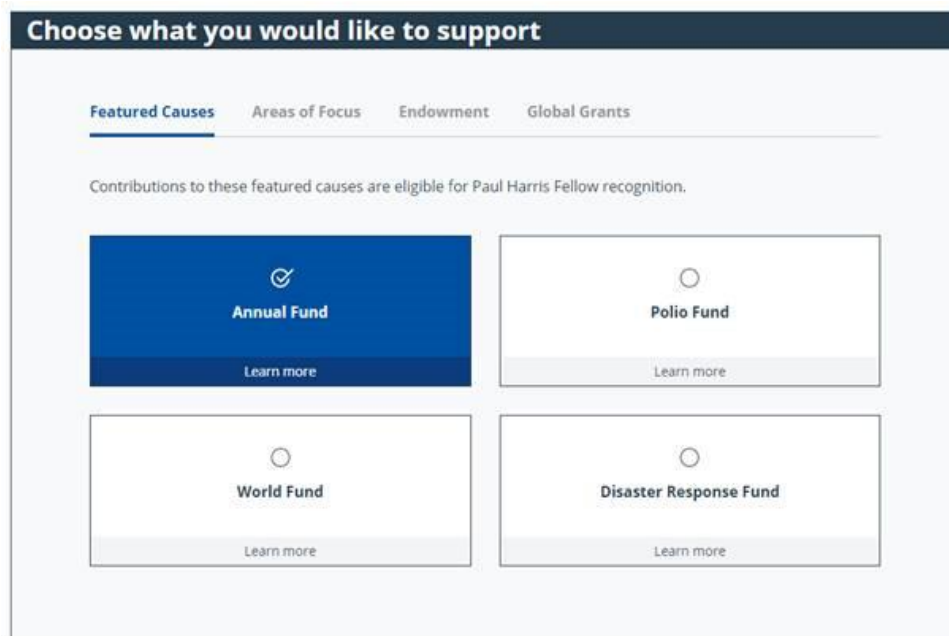 Choose what you would like to support
Featured Causes Areas of Focus Endowment Global Grants
Contributions to these featured causes are eligible for Paul Harris Fellow recognition.
Annual Fund
Learn more
Polio Fund
Learn more
World Fund
Learn more
Disaster Response Fund
Learn more